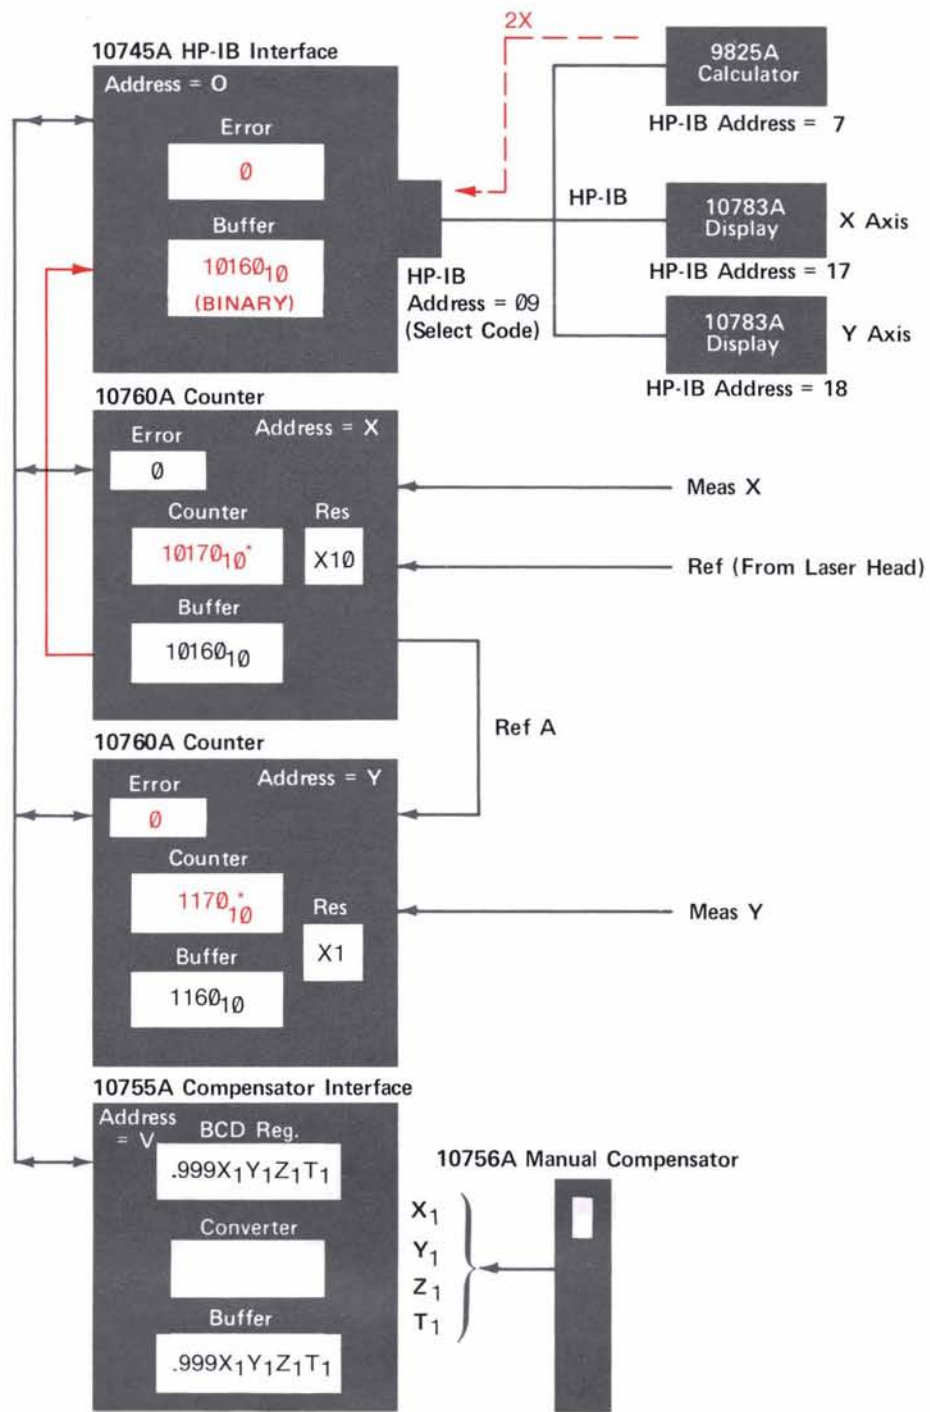 2X
10745A HP-IB Interface
Address = O
Error
0
Buffer
10160₁₀
(BINARY)
HP-IB
Address = 09
(Select Code)
HP-IB
9825A
Calculator
HP-IB Address = 7
10783A
Display
X Axis
HP-IB Address = 17
10783A
Display
Y Axis
HP-IB Address = 18
10760A Counter
Address = X
Error
0
Counter
10170₁₀*
Res
X10
Buffer
10160₁₀
Meas X
Ref (From Laser Head)
Ref A
10760A Counter
Address = Y
Error
0
Counter
1170₁₀*
Res
X1
Buffer
1160₁₀
Meas Y
10755A Compensator Interface
Address
= V
BCD Reg.
.999X₁Y₁Z₁T₁
Converter
Buffer
.999X₁Y₁Z₁T₁
10756A Manual Compensator
X₁
Y₁
Z₁
T₁